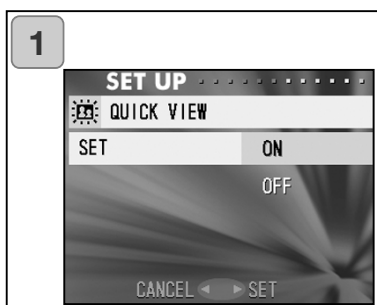 1
SET UP
QUICK VIEW
SET ON
OFF
CANCEL ◄ ► SET